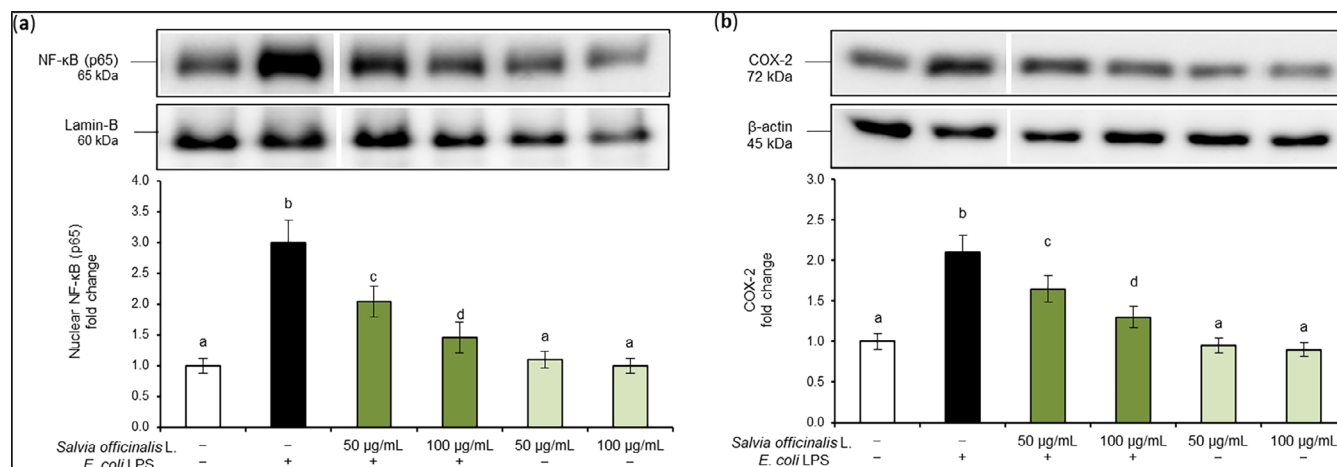 (a)
NF-κB (p65)
65 kDa
Lamin-B
60 kDa
Nuclear NF-κB (p65)
fold change
4.0
3.5
3.0
2.5
2.0
1.5
1.0
0.5
0.0
a
b
c
d
a
a
Salvia officinalis L. – – 50 µg/mL 100 µg/mL 50 µg/mL 100 µg/mL
E. coli LPS – + + + – –
(b)
COX-2
72 kDa
β-actin
45 kDa
COX-2
fold change
3.0
2.5
2.0
1.5
1.0
0.5
0.0
a
b
c
d
a
a
Salvia officinalis L. – – 50 µg/mL 100 µg/mL 50 µg/mL 100 µg/mL
E. coli LPS – + + + – –